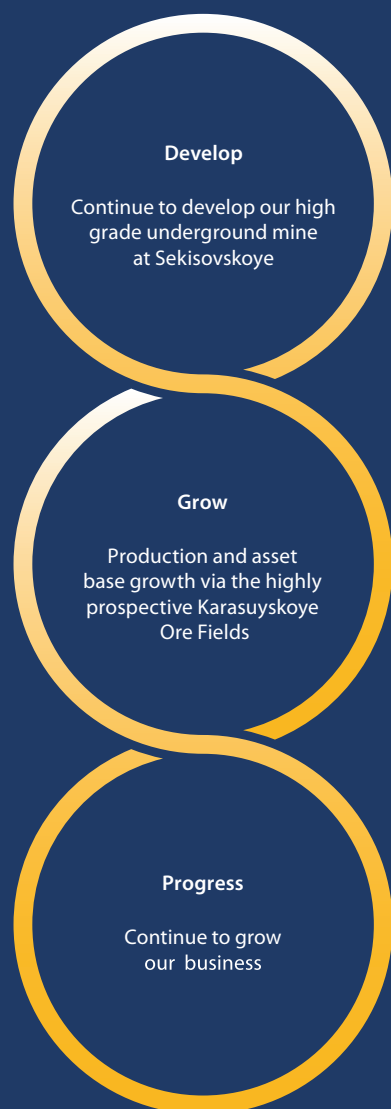 Develop
Continue to develop our high
grade underground mine
at Sekisovskoye
Grow
Production and asset
base growth via the highly
prospective Karasuyskoye
Ore Fields
Progress
Continue to grow
our business